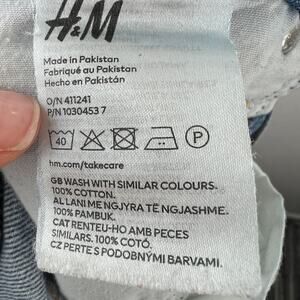 H&M
Made in Pakistan
Fabriqué au Pakistan
Hecho en Pakistán
O/N 411241
P/N 1030453 7
40
P
hm.com/takecare
GB WASH WITH SIMILAR COLOURS.
100% COTTON.
AL LANI ME NGJYRA TË NGJASHME.
100% PAMBUK.
CAT RENTEU-HO AMB PECES
SIMILARS. 100% COTÓ.
CZ PERTE S PODOBNÝMI BARVAMI.